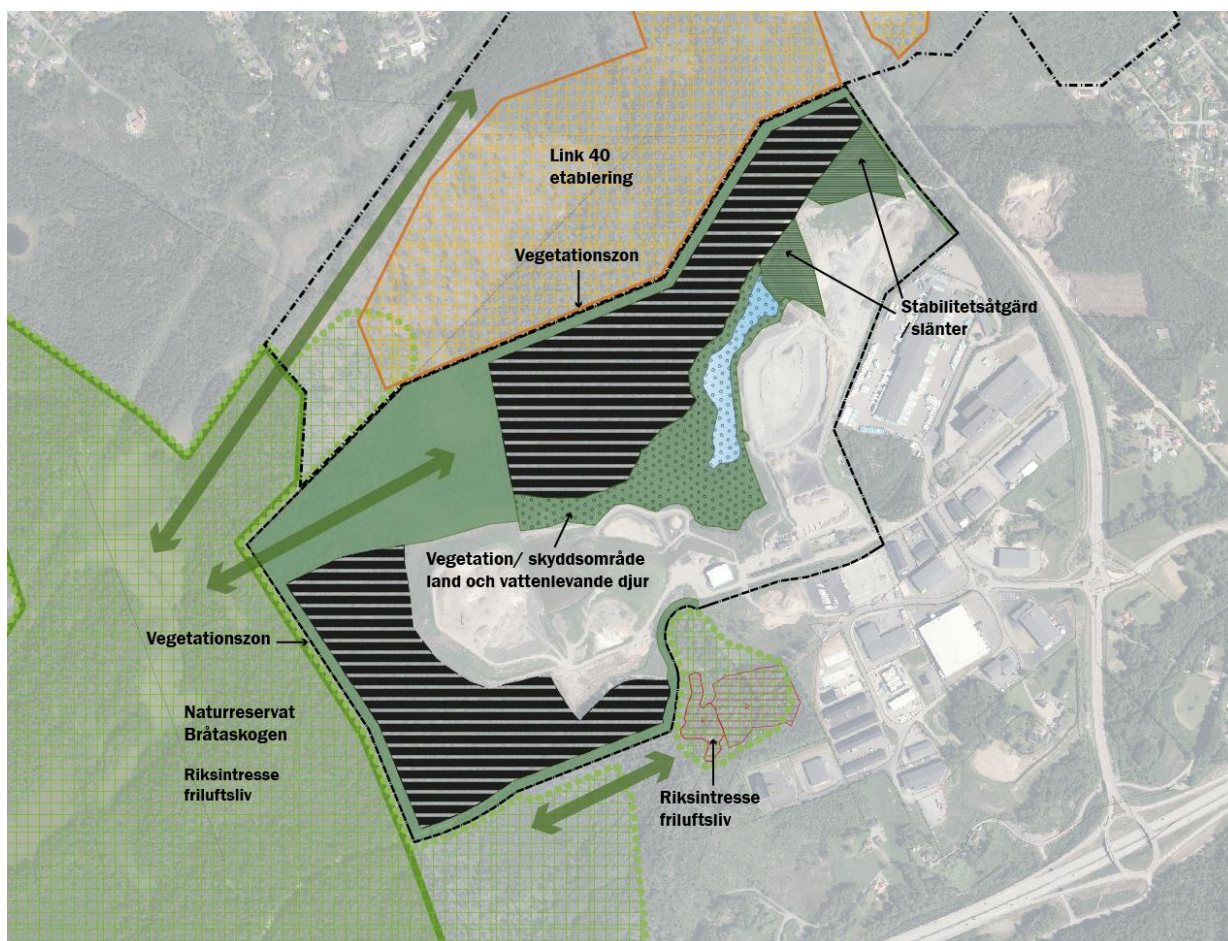 Link 40
etablering
Vegetationszon
Stabilitetsåtgärd
/slänter
Vegetation/ skyddsområde
land och vattenlevande djur
Vegetationszon
Naturreservat
Bråtaskogen
Riksintresse
friluftsliv
Riksintresse
friluftsliv